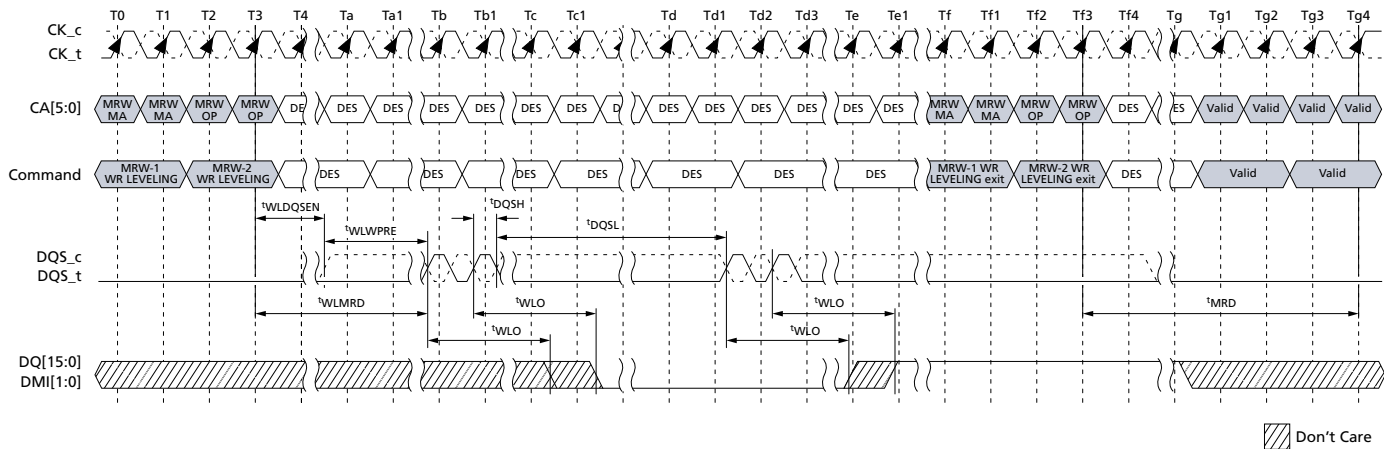 T0 T1 T2 T3 T4 Ta Ta1 Tb Tb1 Tc Tc1 Td Td1 Td2 Td3 Te Te1 Tf Tf1 Tf2 Tf3 Tf4 Tg Tg1 Tg2 Tg3 Tg4
CK_c
CK_t
CA[5:0]
MRW MA
MRW MA
MRW OP
MRW OP
DE
DES
DES
DES
DES
DES
DES
D
DES
DES
DES
DES
DES
DES
MRW MA
MRW MA
MRW OP
MRW OP
DES
ES
Valid
Valid
Valid
Valid
Command
MRW-1 WR LEVELING
MRW-2 WR LEVELING
DES
DES
DES
DES
DES
DES
DES
DES
DES
DES
MRW-1 WR LEVELING exit
MRW-2 WR LEVELING exit
DES
Valid
Valid
tWLDQSEN
tDQSH
tWLWPRE
tDQSL
DQS_c
DQS_t
tWLMRD
tWLO
tWLO
tMRD
tWLO
tWLO
DQ[15:0]
DMI[1:0]
Don't Care